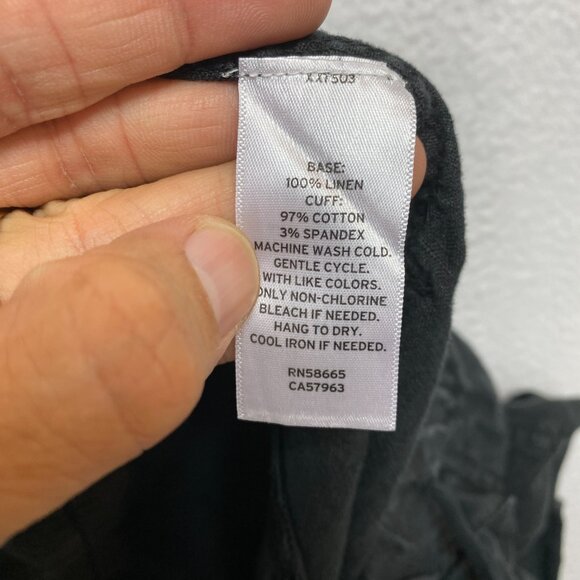 BASE:
100% LINEN
CUFF:
97% COTTON
3% SPANDEX
MACHINE WASH COLD.
GENTLE CYCLE.
WITH LIKE COLORS.
ONLY NON-CHLORINE
BLEACH IF NEEDED.
HANG TO DRY.
COOL IRON IF NEEDED.
RN58665
CA57963